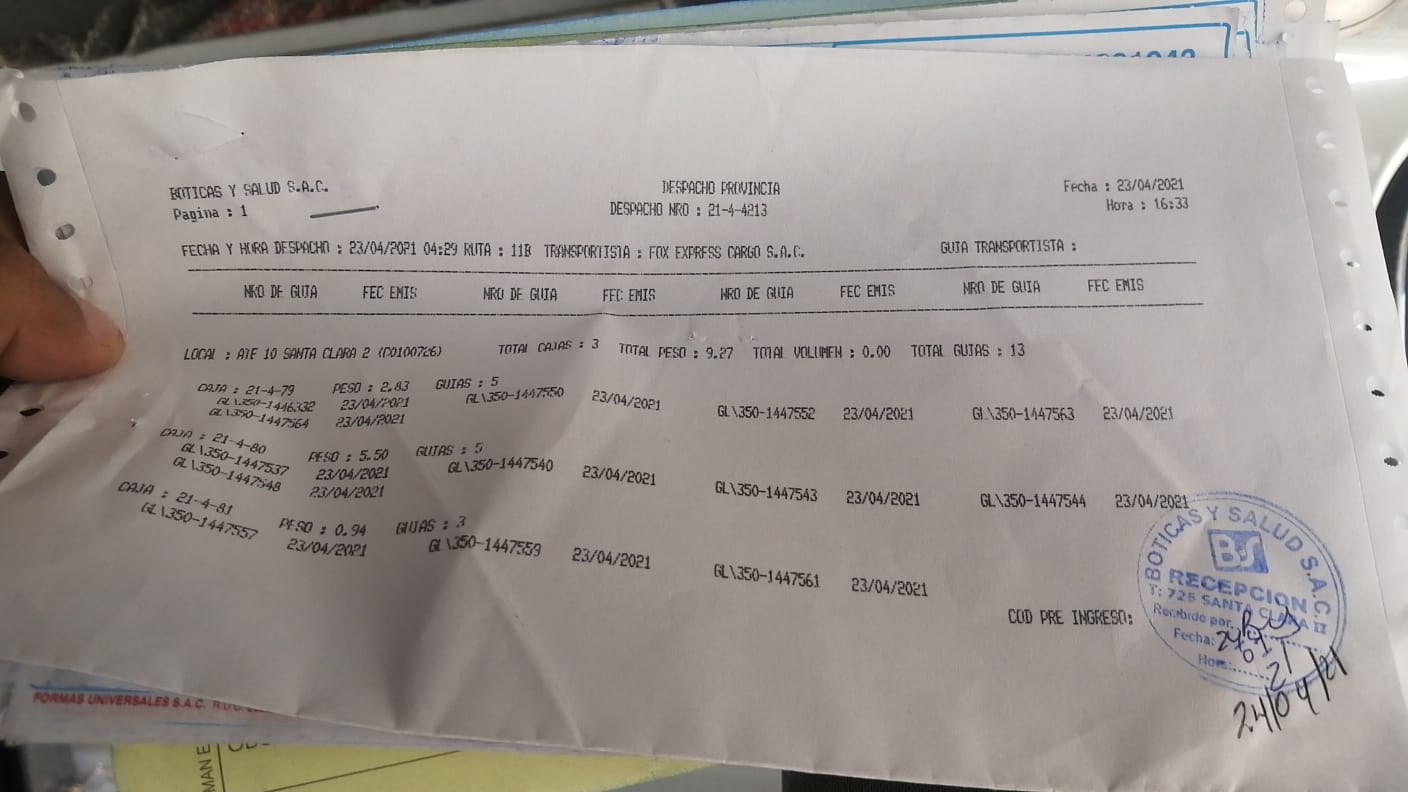 BOTICAS Y SALUD S.A.C. DESPACHO PROVINCIA Fecha : 23/04/2021
Pagina : 1 DESPACHO NRO : 21-4-4213 Hora : 16:33
FECHA Y HORA DESPACHO : 23/04/2021 04:29 RUTA : 11B TRANSPORTISTA : FOX EXPRESS CARGO S.A.C. GUIA TRANSPORTISTA :
NRO DE GUIA FEC EMIS NRO DE GUIA FEC EMIS NRO DE GUIA FEC EMIS NRO DE GUIA FEC EMIS
LOCAL : ATE 10 SANTA CLARA 2 (C0100726) TOTAL CAJAS : 3 TOTAL PESO : 9.27 TOTAL VOLUMEN : 0.00 TOTAL GUIAS : 13
CAJA : 21-4-79 PESO : 2.83 GUIAS : 5
GL\350-1446332 23/04/2021 GL\350-1447550 23/04/2021 GL\350-1447552 23/04/2021 GL\350-1447563 23/04/2021
GL\350-1447564 23/04/2021
CAJA : 21-4-80 PESO : 5.50 GUIAS : 5
GL\350-1447537 23/04/2021 GL\350-1447540 23/04/2021 GL\350-1447543 23/04/2021 GL\350-1447544 23/04/2021
GL\350-1447548 23/04/2021
CAJA : 21-4-81 PESO : 0.94 GUIAS : 3
GL\350-1447557 23/04/2021 GL\350-1447559 23/04/2021 GL\350-1447561 23/04/2021
COD PRE INGRESO:
BOTICAS Y SALUD S.A.C.
BS
RECEPCION
T: 726 SANTA CLARA II
Recibido por:
Fecha:
Hora:
24/04/21
FORMAS UNIVERSALES S.A.C.